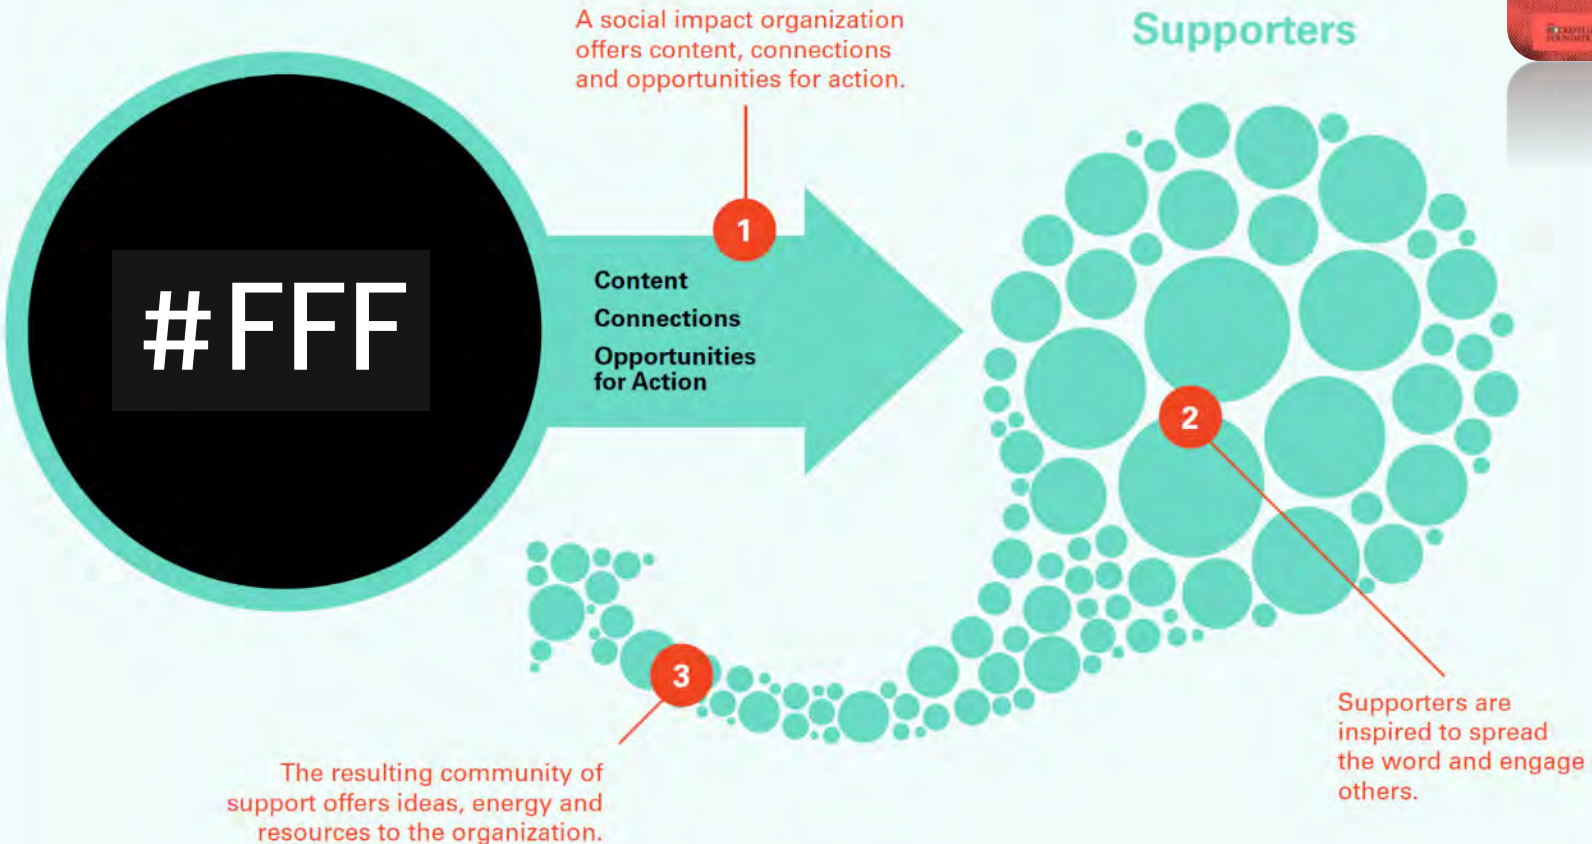 A social impact organization
offers content, connections
and opportunities for action.
Supporters
#FFF
1
Content
Connections
Opportunities
for Action
2
3
Supporters are
inspired to spread
the word and engage
others.
The resulting community of
support offers ideas, energy and
resources to the organization.